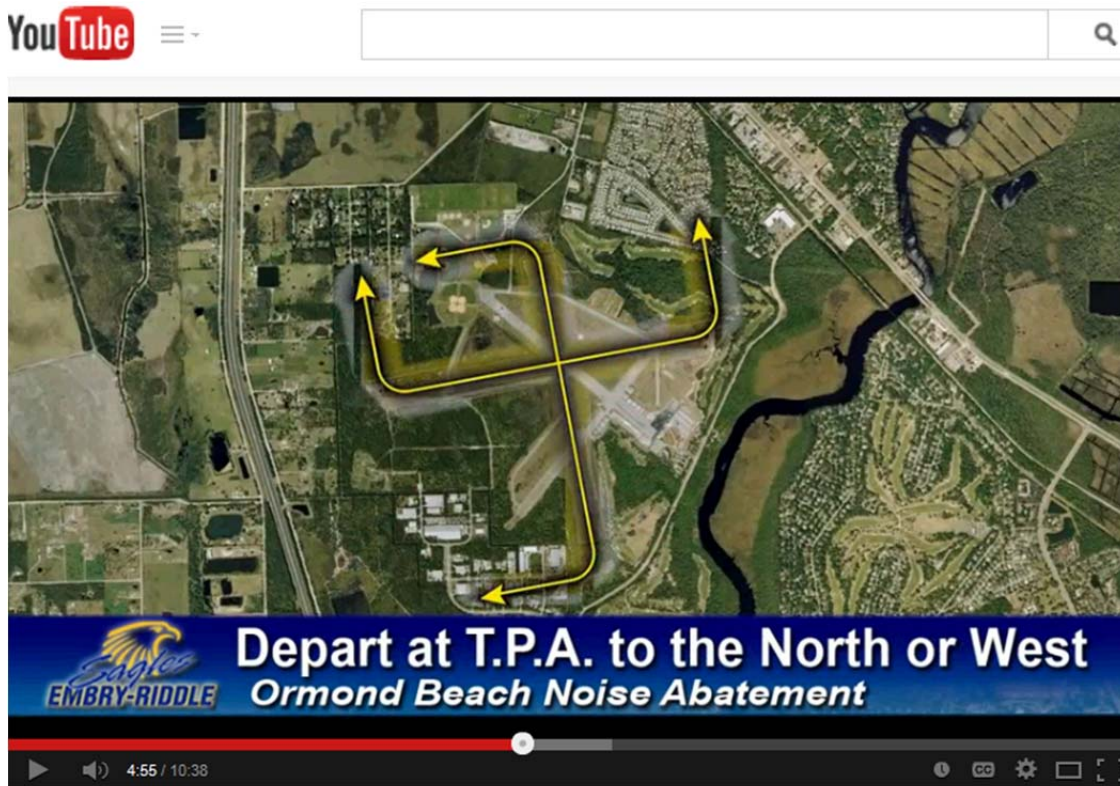 YouTube
Depart at T.P.A. to the North or West
Eagles
EMBRY-RIDDLE
Ormond Beach Noise Abatement
4:55 / 10:38
CC